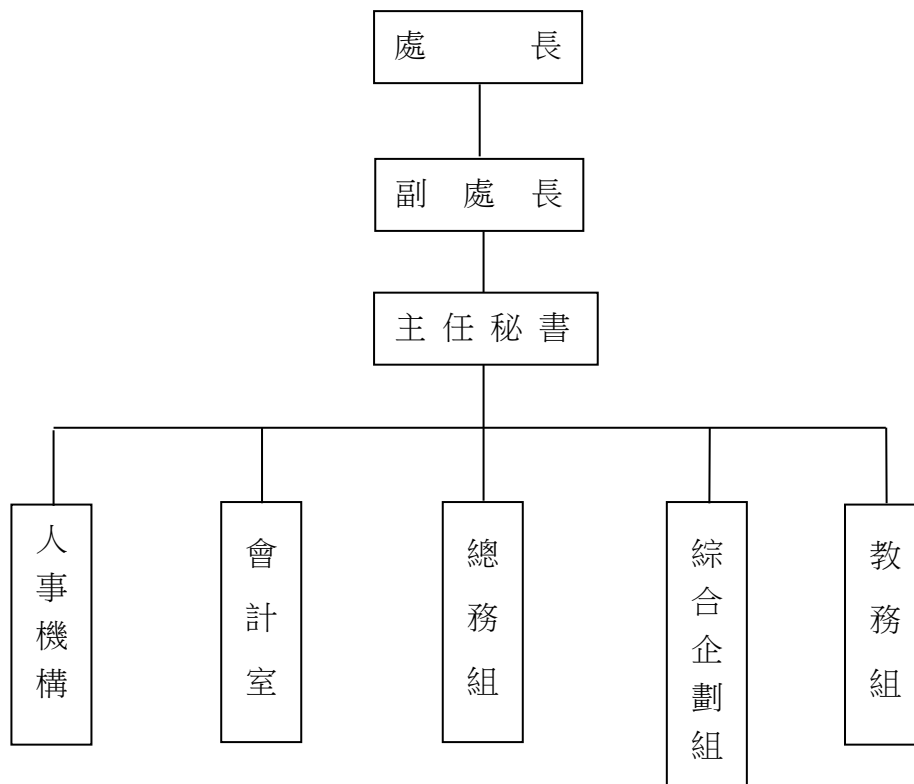 處長
副處長
主任秘書
人事機構
會計室
總務組
綜合企劃組
教務組